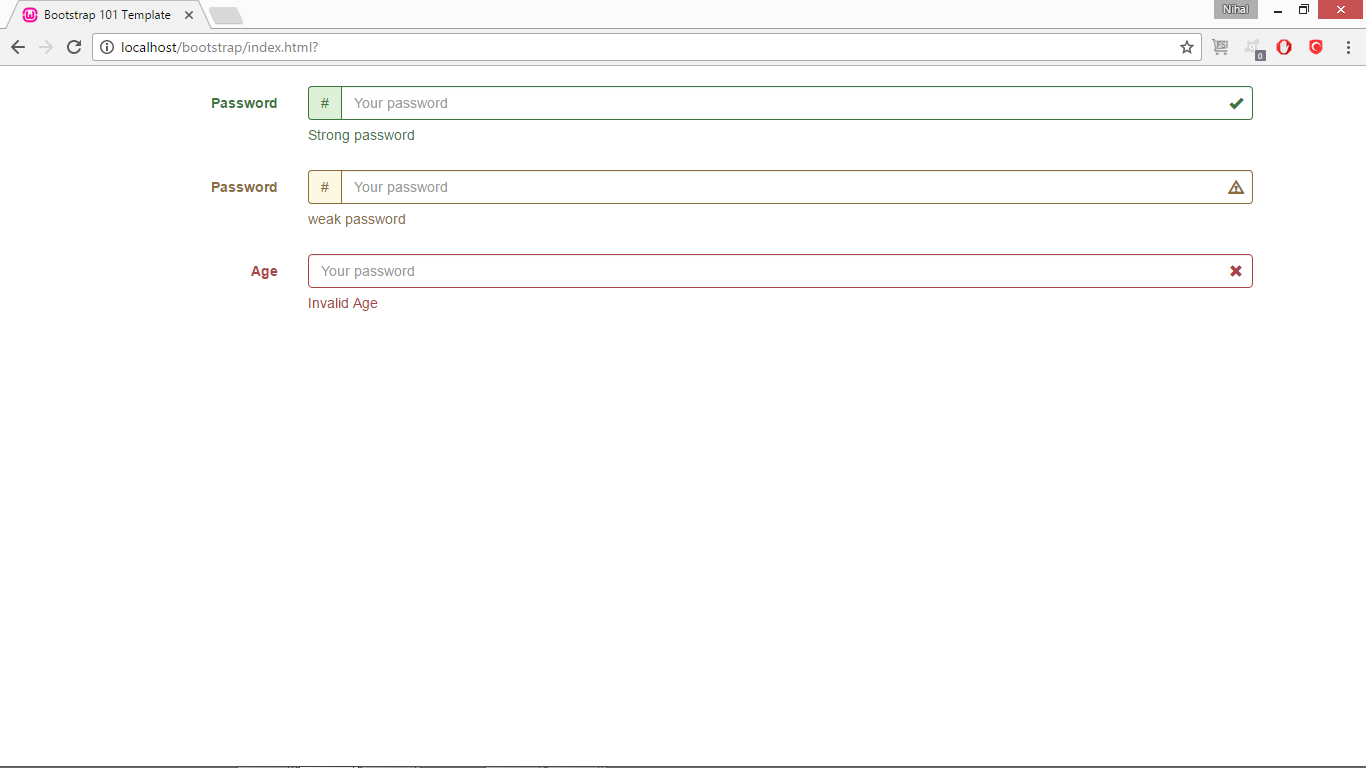 Bootstrap 101 Template
Nihal
localhost/bootstrap/index.html?
0
Password # Your password
Strong password
Password # Your password
weak password
Age Your password
Invalid Age